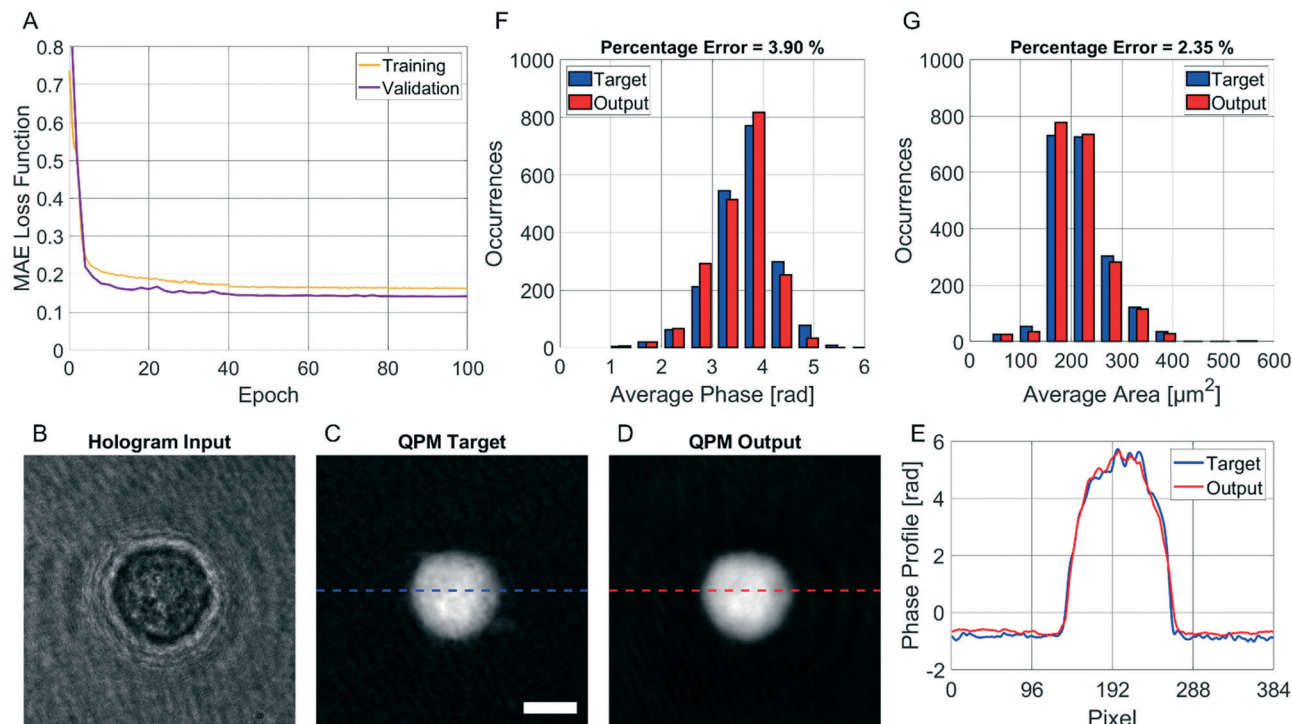 A
MAE Loss Function
0.8
0.7
0.6
0.5
0.4
0.3
0.2
0.1
0
Training
Validation
0 20 40 60 80 100
Epoch
F
Percentage Error = 3.90 %
Occurrences
1000
800
600
400
200
0
Target
Output
1 2 3 4 5 6
Average Phase [rad]
G
Percentage Error = 2.35 %
Occurrences
1000
800
600
400
200
0
Target
Output
0 100 200 300 400 500 600
Average Area [µm²]
B
Hologram Input
C
QPM Target
D
QPM Output
E
Phase Profile [rad]
6
4
2
0
-2
Target
Output
0 96 192 288 384
Pixel